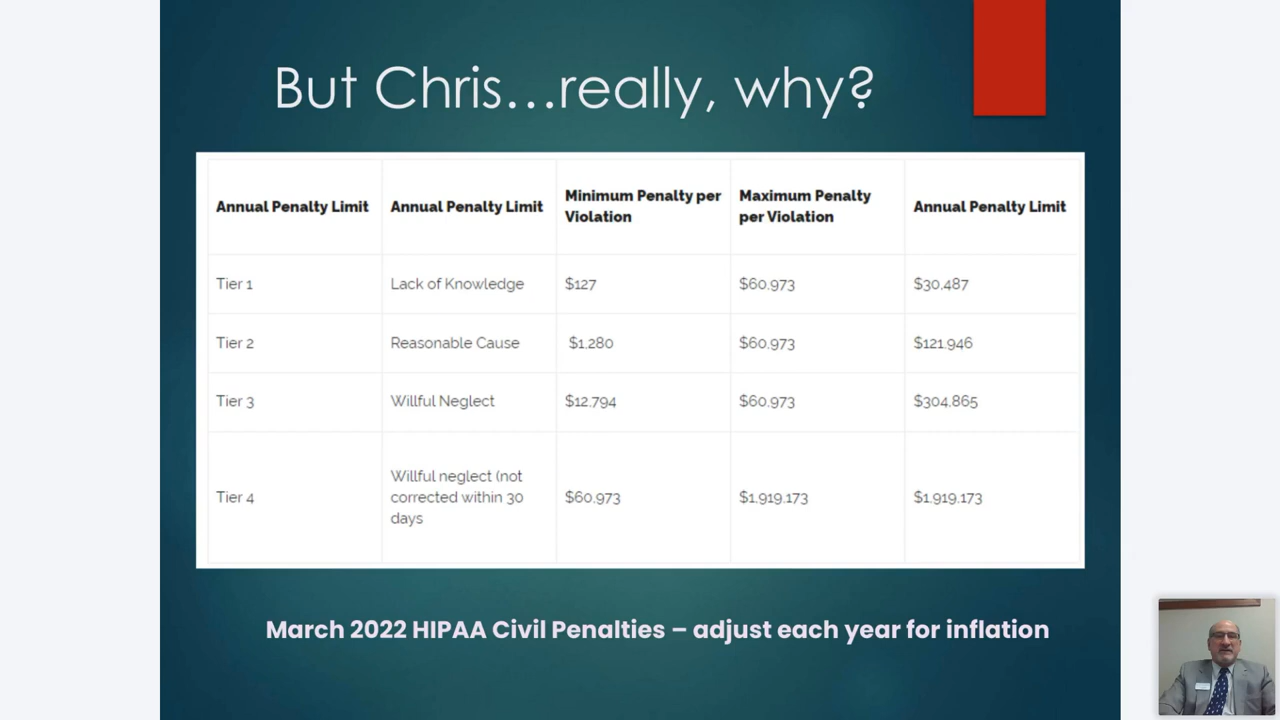 But Chris...really, why?
Annual Penalty Limit
Annual Penalty Limit
Minimum Penalty per
Violation
Maximum Penalty
per Violation
Annual Penalty Limit
Tier 1
Lack of Knowledge
$127
$60,973
$30,487
Tier 2
Reasonable Cause
$1,280
$60,973
$121,946
Tier 3
Willful Neglect
$12,794
$60,973
$304,865
Tier 4
Willful neglect (not
corrected within 30
days
$60,973
$1,919,173
$1,919,173
March 2022 HIPAA Civil Penalties – adjust each year for inflation